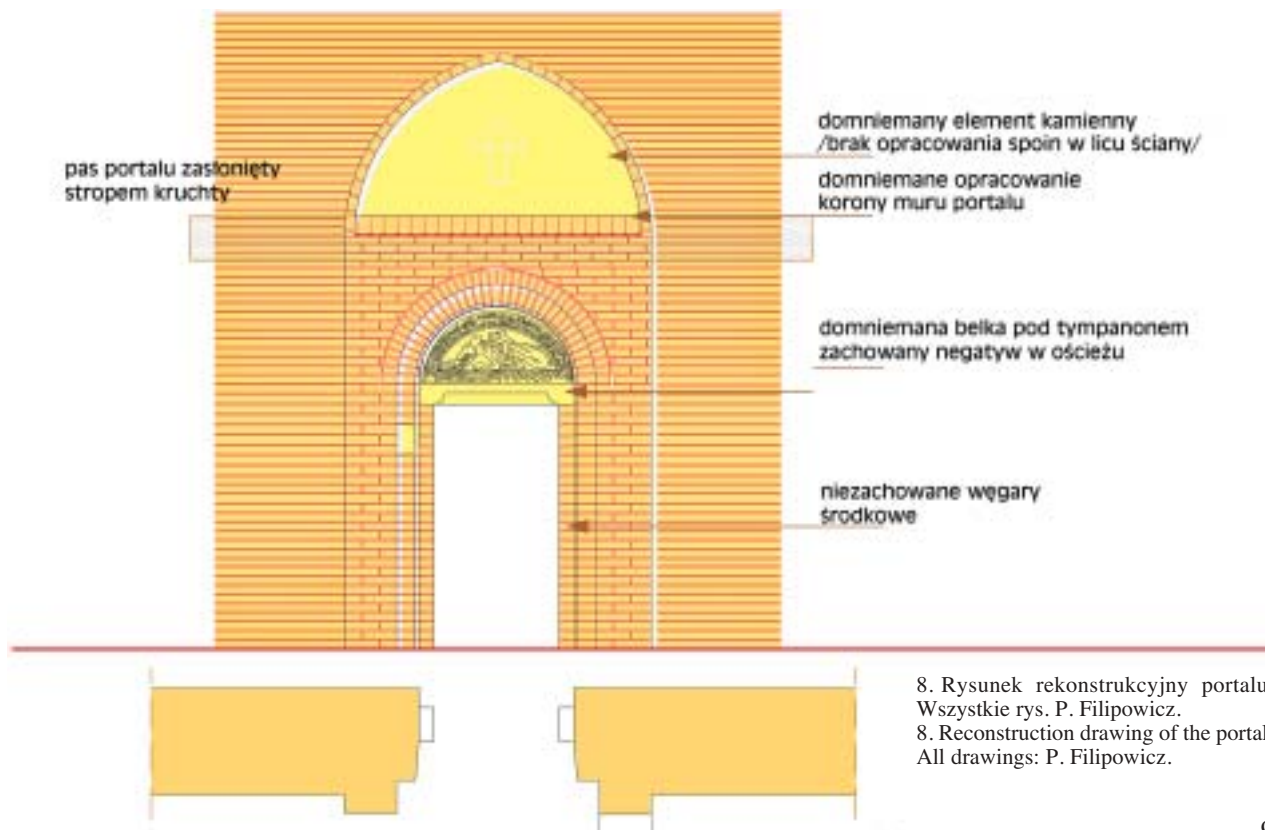 domniemany element kamienny
/brak opracowania spoin w licu ściany/
pas portalu zasłonięty
stropem kruchty
domniemane opracowanie
korony muru portalu
domniemana belka pod tympanonem
zachowany negatyw w ościeżu
niezachowane węgary
środkowe
8. Rysunek rekonstrukcyjny portalu
Wszystkie rys. P. Filipowicz.
8. Reconstruction drawing of the portal
All drawings: P. Filipowicz.